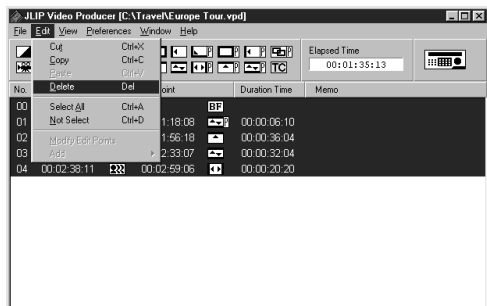 JLIP Video Producer [C:\Travel\Europe Tour.vpd]
File Edit View Preferences Window Help
Cut Ctrl+X
Copy Ctrl+C
Paste Ctrl+V
Delete Del
Select All Ctrl+A
Not Select Ctrl+D
Modify Edit Points
Add
P P P
P P P TC
Elapsed Time
00:01:35:13
No. oint Duration Time Memo
00 BF
01 1:18:08 P 00:00:06:10
02 1:56:18 00:00:36:04
03 2:33:07 00:00:32:04
04 00:02:38:11 00:02:59:06 00:00:20:20